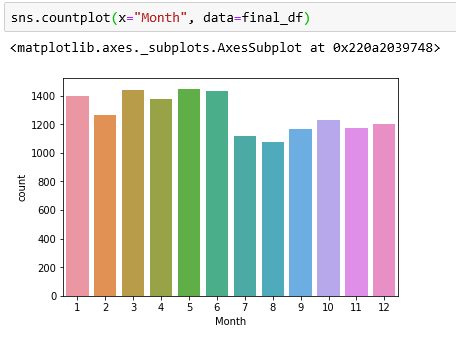 sns.countplot(x="Month", data=final_df)
<matplotlib.axes._subplots.AxesSubplot at 0x220a2039748>
1400
1200
1000
800
600
400
200
0
count
1 2 3 4 5 6 7 8 9 10 11 12
Month